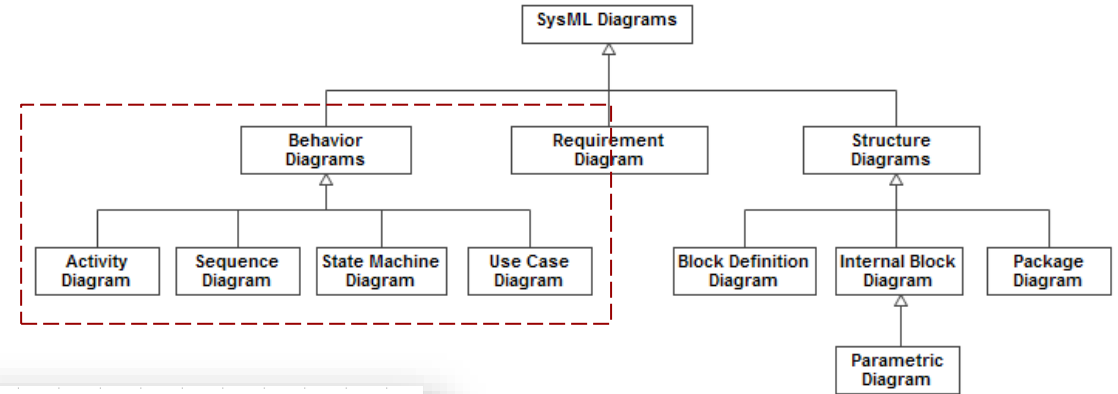 SysML Diagrams
Behavior
Diagrams
Requirement
Diagram
Structure
Diagrams
Activity
Diagram
Sequence
Diagram
State Machine
Diagram
Use Case
Diagram
Block Definition
Diagram
Internal Block
Diagram
Package
Diagram
Parametric
Diagram